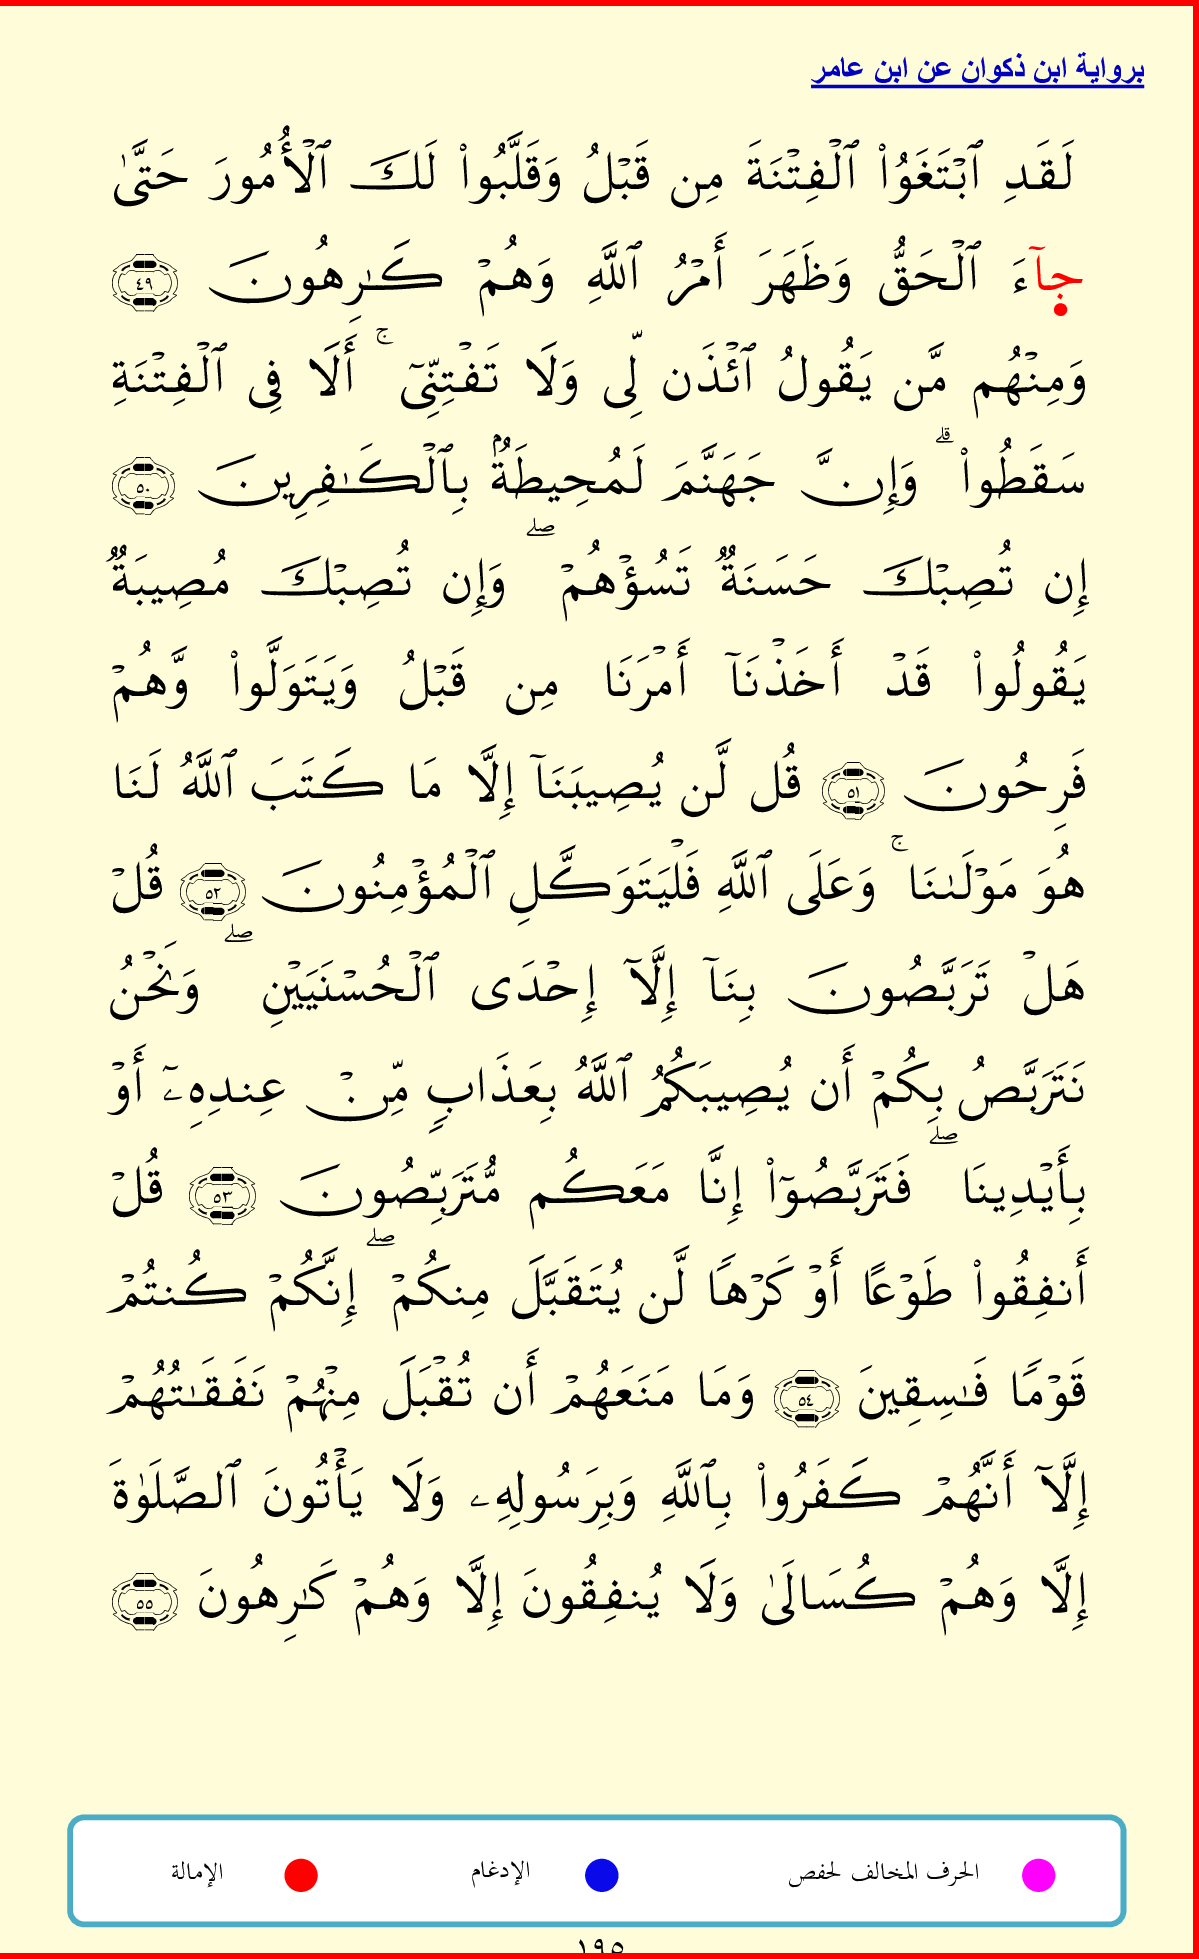 برواية ابن ذكوان عن ابن عامر
لَقَدِ ٱبْتَغَوُا۟ ٱلْفِتْنَةَ مِن قَبْلُ وَقَلَّبُوا۟ لَكَ ٱلْأُمُورَ حَتَّىٰ
جآءَ ٱلْحَقُّ وَظَهَرَ أَمْرُ ٱللَّهِ وَهُمْ كَـٰرِهُونَ ٤٩
وَمِنْهُم مَّن يَقُولُ ٱئْذَن لِّى وَلَا تَفْتِنِّىٓ ۚ أَلَا فِى ٱلْفِتْنَةِ
سَقَطُوا۟ ۗ وَإِنَّ جَهَنَّمَ لَمُحِيطَةٌۢ بِٱلْكَـٰفِرِينَ ٥٠
إِن تُصِبْكَ حَسَنَةٌ تَسُؤْهُمْ ۖ وَإِن تُصِبْكَ مُصِيبَةٌ
يَقُولُوا۟ قَدْ أَخَذْنَآ أَمْرَنَا مِن قَبْلُ وَيَتَوَلَّوا۟ وَّهُمْ
فَرِحُونَ ٥١ قُل لَّن يُصِيبَنَآ إِلَّا مَا كَتَبَ ٱللَّهُ لَنَا
هُوَ مَوْلَىٰنَا ۚ وَعَلَى ٱللَّهِ فَلْيَتَوَكَّلِ ٱلْمُؤْمِنُونَ ٥٢ قُلْ
هَلْ تَرَبَّصُونَ بِنَآ إِلَّآ إِحْدَى ٱلْحُسْنَيَيْنِ ۖ وَنَحْنُ
نَتَرَبَّصُ بِكُمْ أَن يُصِيبَكُمُ ٱللَّهُ بِعَذَابٍ مِّنْ عِندِهِۦٓ أَوْ
بِأَيْدِينَا ۖ فَتَرَبَّصُوٓا۟ إِنَّا مَعَكُم مُّتَرَبِّصُونَ ٥٣ قُلْ
أَنفِقُوا۟ طَوْعًا أَوْ كَرْهًا لَّن يُتَقَبَّلَ مِنكُمْ ۖ إِنَّكُمْ كُنتُمْ
قَوْمًا فَـٰسِقِينَ ٥٤ وَمَا مَنَعَهُمْ أَن تُقْبَلَ مِنْهُمْ نَفَقَـٰتُهُمْ
إِلَّآ أَنَّهُمْ كَفَرُوا۟ بِٱللَّهِ وَبِرَسُولِهِۦ وَلَا يَأْتُونَ ٱلصَّلَوٰةَ
إِلَّا وَهُمْ كُسَالَىٰ وَلَا يُنفِقُونَ إِلَّا وَهُمْ كَـٰرِهُونَ ٥٥
الحرف المخالف لحفص الإدغام الإمالة
١٩٥